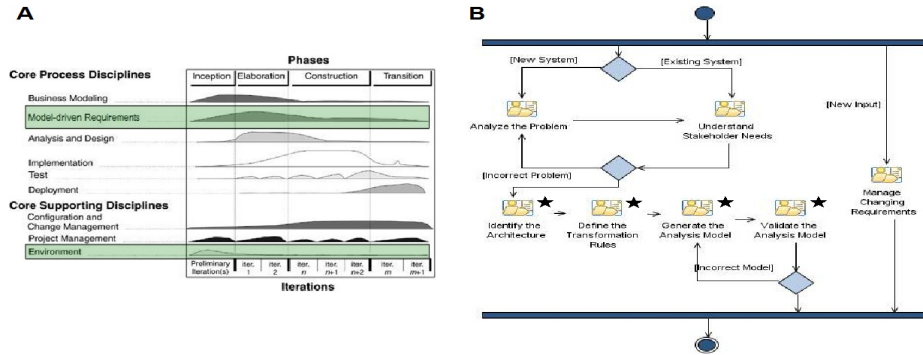 A
Phases
Core Process Disciplines
Inception Elaboration Construction Transition
Business Modeling
Model-driven Requirements
Analysis and Design
Implementation
Test
Deployment
Core Supporting Disciplines
Configuration and
Change Management
Project Management
Environment
Preliminary
Iteration(s)
iter.
1
iter.
2
iter.
n
iter.
n+1
iter.
n+2
iter.
m
iter.
m+1
Iterations
B
[New System]
[Existing System]
[New Input]
Analyze the Problem
Understand
Stakeholder Needs
[Incorrect Problem]
Manage
Changing
Requirements
Identify the
Architecture
Define the
Transformation
Rules
Generate the
Analysis Model
Validate the
Analysis Model
[Incorrect Model]